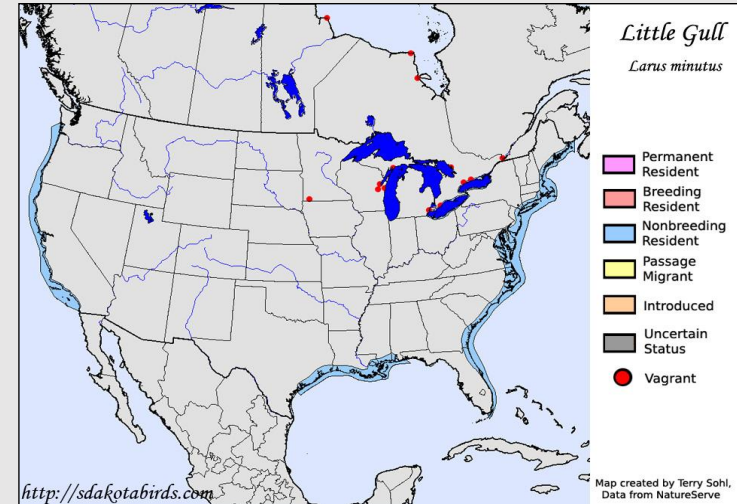 Little Gull
Larus minutus
Permanent
Resident
Breeding
Resident
Nonbreeding
Resident
Passage
Migrant
Introduced
Uncertain
Status
Vagrant
http://sdakotabirds.com
Map created by Terry Sohl,
Data from NatureServe